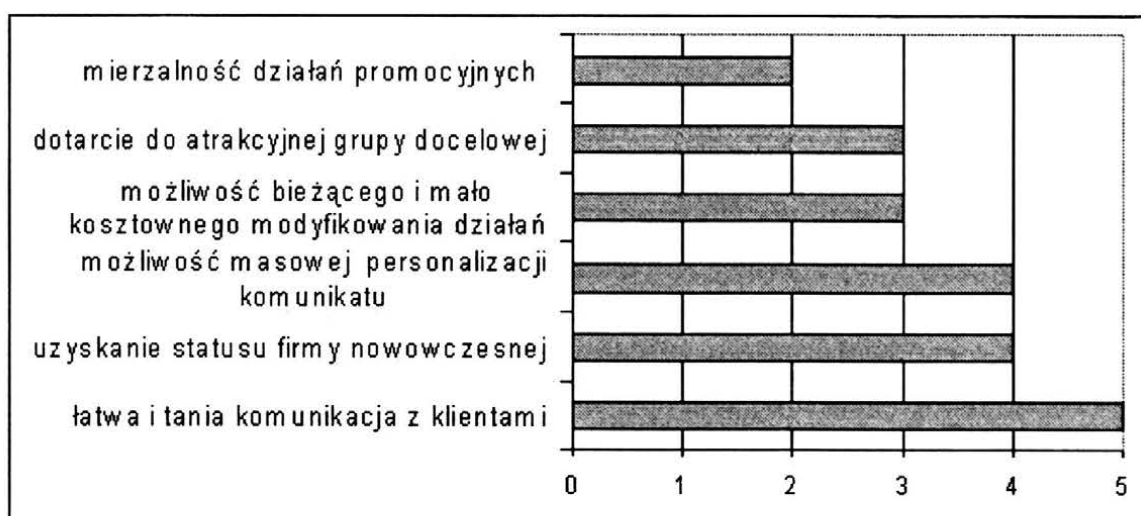 mierzalność działań promocyjnych
dotarcie do atrakcyjnej grupy docelowej
możliwość bieżącego i mało
kosztownego modyfikowania działań
możliwość masowej personalizacji
komunikatu
uzyskanie statusu firmy nowowczesnej
łatwa i tania komunikacja z klientami
0 1 2 3 4 5